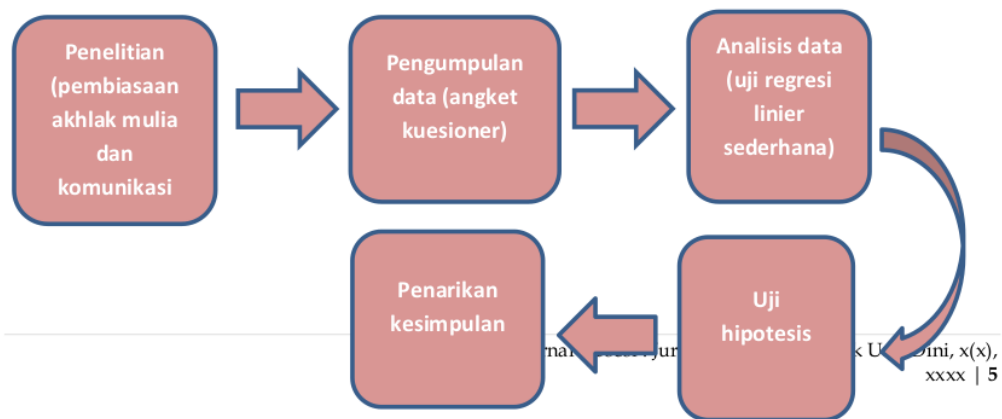 Penelitian
(pembiasaan
akhlak mulia
dan
komunikasi
Pengumpulan
data (angket
kuesioner)
Analisis data
(uji regresi
linier
sederhana)
Uji
hipotesis
Penarikan
kesimpulan
Dini, x(x),
xxxx | 5